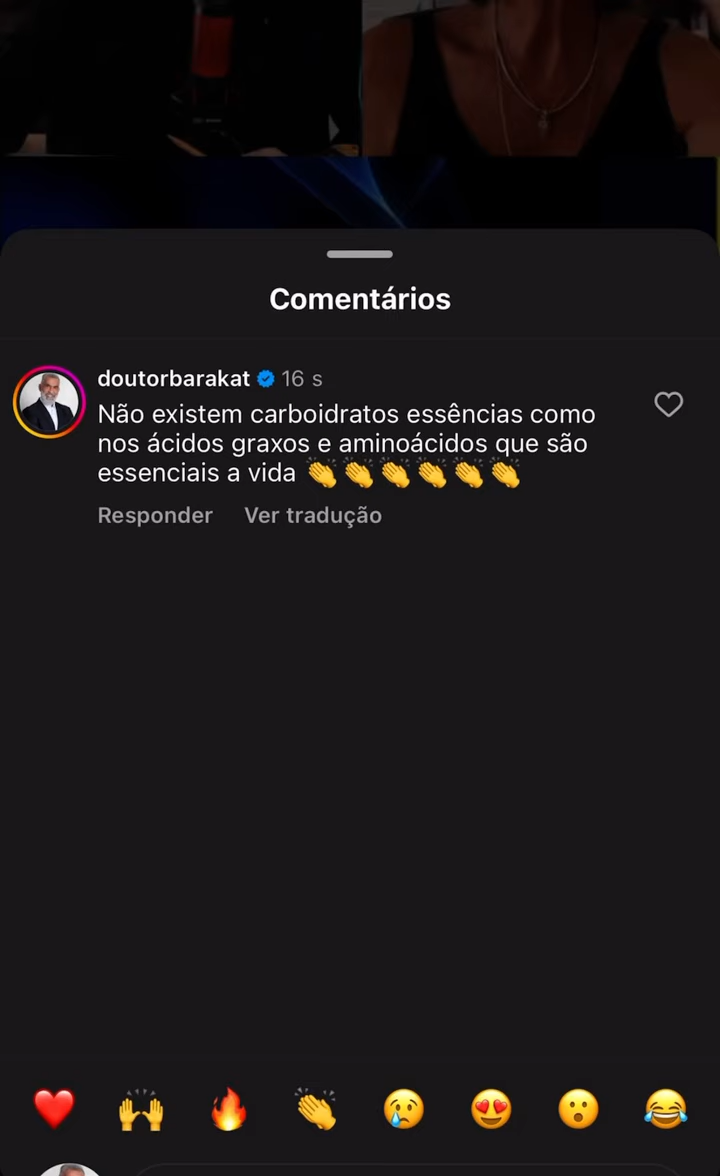 Comentários
doutorbarakat 16 s
Não existem carboidratos essências como
nos ácidos graxos e aminoácidos que são
essenciais a vida 👏👏👏👏👏👏
Responder Ver tradução
❤️ 🙌 🔥 👏 😢 😍 😮 😂